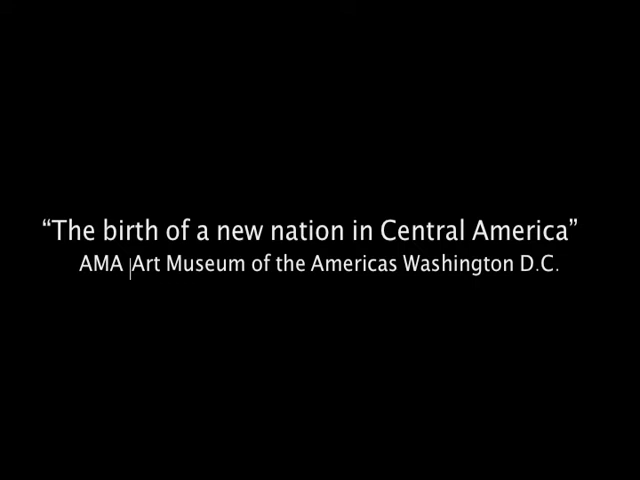 “The birth of a new nation in Central America”
AMA |Art Museum of the Americas Washington D.C.